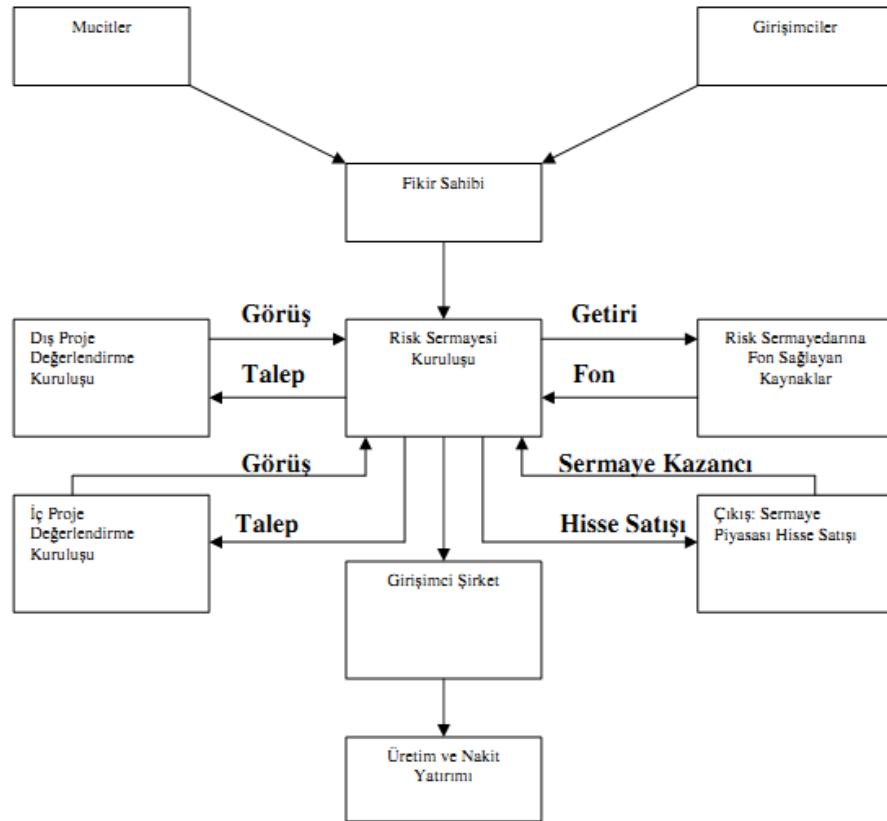 Mucitler
Girişimciler
Fikir Sahibi
Görüş
Getiri
Dış Proje
Değerlendirme
Kuruluşu
Risk Sermayesi
Kuruluşu
Risk Sermayedarına
Fon Sağlayan
Kaynaklar
Talep
Fon
Görüş
Sermaye Kazancı
İç Proje
Değerlendirme
Kuruluşu
Talep
Hisse Satışı
Çıkış: Sermaye
Piyasası Hisse Satışı
Girişimci Şirket
Üretim ve Nakit
Yatırımı